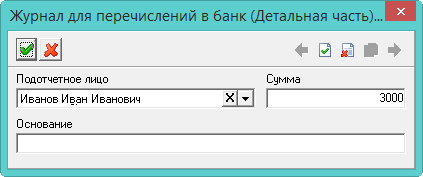 Журнал для перечислений в банк (Детальная часть)...
Подотчетное лицо
Сумма
Иванов Иван Иванович
3000
Основание